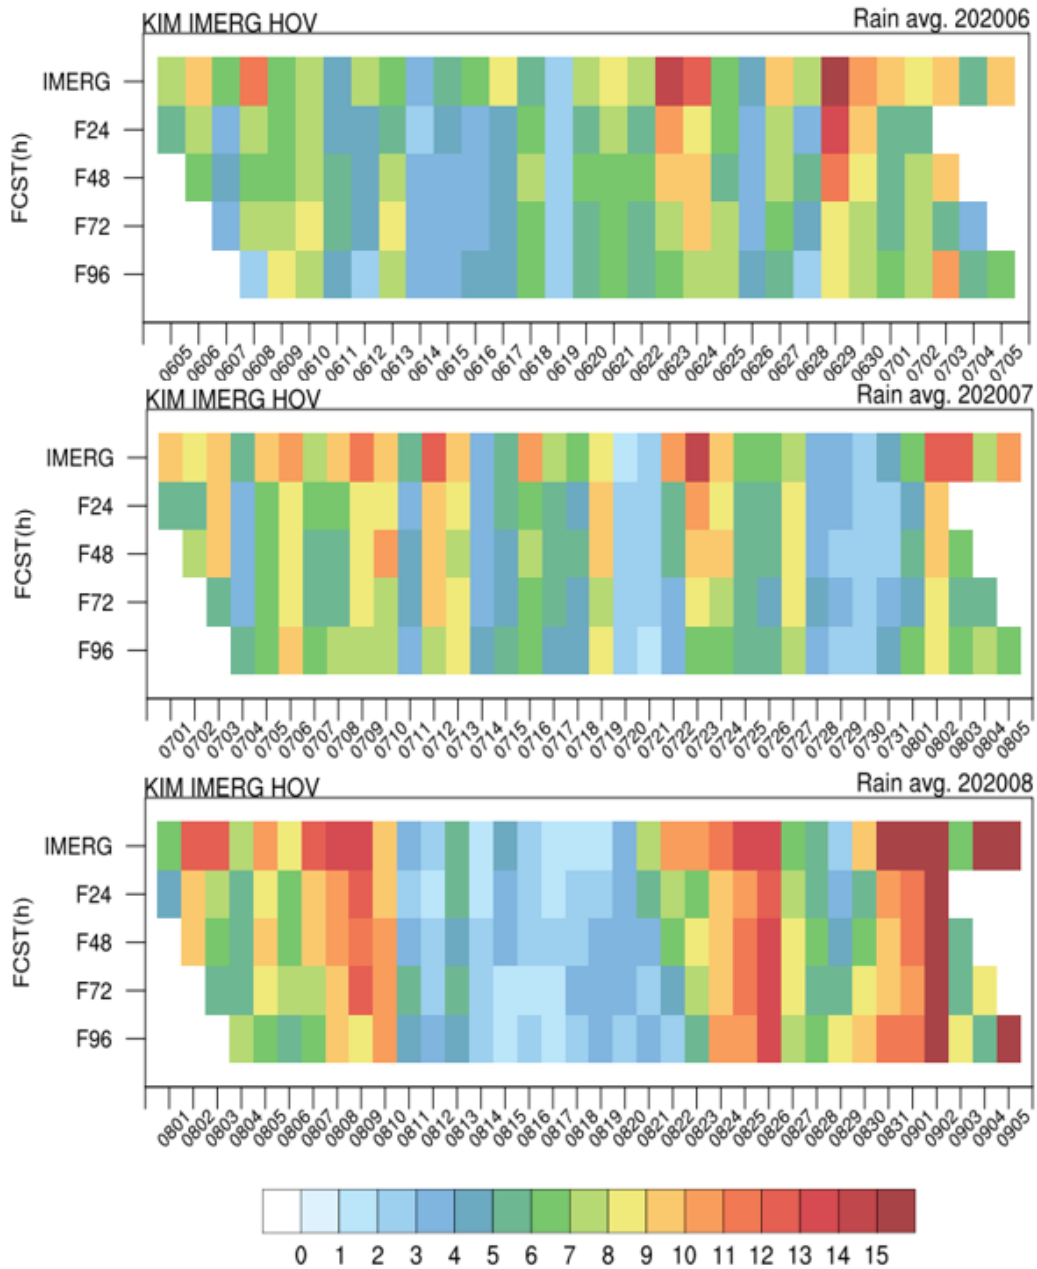 KIM IMERG HOV Rain avg. 202006
FCST(h)
IMERG
F24
F48
F72
F96
0605 0606 0607 0608 0609 0610 0611 0612 0613 0614 0615 0616 0617 0618 0619 0620 0621 0622 0623 0624 0625 0626 0627 0628 0629 0630 0701 0702 0703 0704 0705
KIM IMERG HOV Rain avg. 202007
FCST(h)
IMERG
F24
F48
F72
F96
0701 0702 0703 0704 0705 0706 0707 0708 0709 0710 0711 0712 0713 0714 0715 0716 0717 0718 0719 0720 0721 0722 0723 0724 0725 0726 0727 0728 0729 0730 0731 0801 0802 0803 0804 0805
KIM IMERG HOV Rain avg. 202008
FCST(h)
IMERG
F24
F48
F72
F96
0801 0802 0803 0804 0805 0806 0807 0808 0809 0810 0811 0812 0813 0814 0815 0816 0817 0818 0819 0820 0821 0822 0823 0824 0825 0826 0827 0828 0829 0830 0831 0901 0902 0903 0904 0905
0 1 2 3 4 5 6 7 8 9 10 11 12 13 14 15